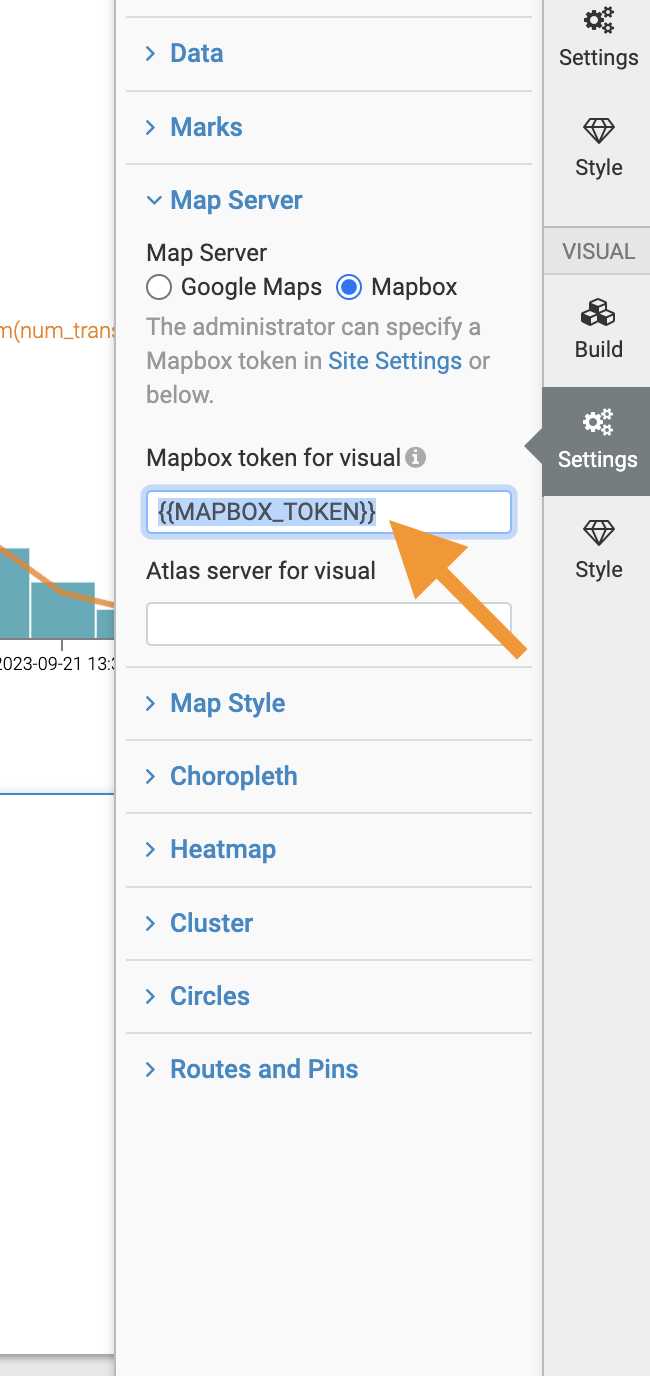 Data
Marks
Map Server
Map Server
Google Maps
Mapbox
The administrator can specify a
Mapbox token in Site Settings or
below.
Mapbox token for visual
{{MAPBOX_TOKEN}}
Atlas server for visual
Map Style
Choropleth
Heatmap
Cluster
Circles
Routes and Pins
Settings
Style
VISUAL
Build
Settings
Style
m(num_trans
2023-09-21 13:3